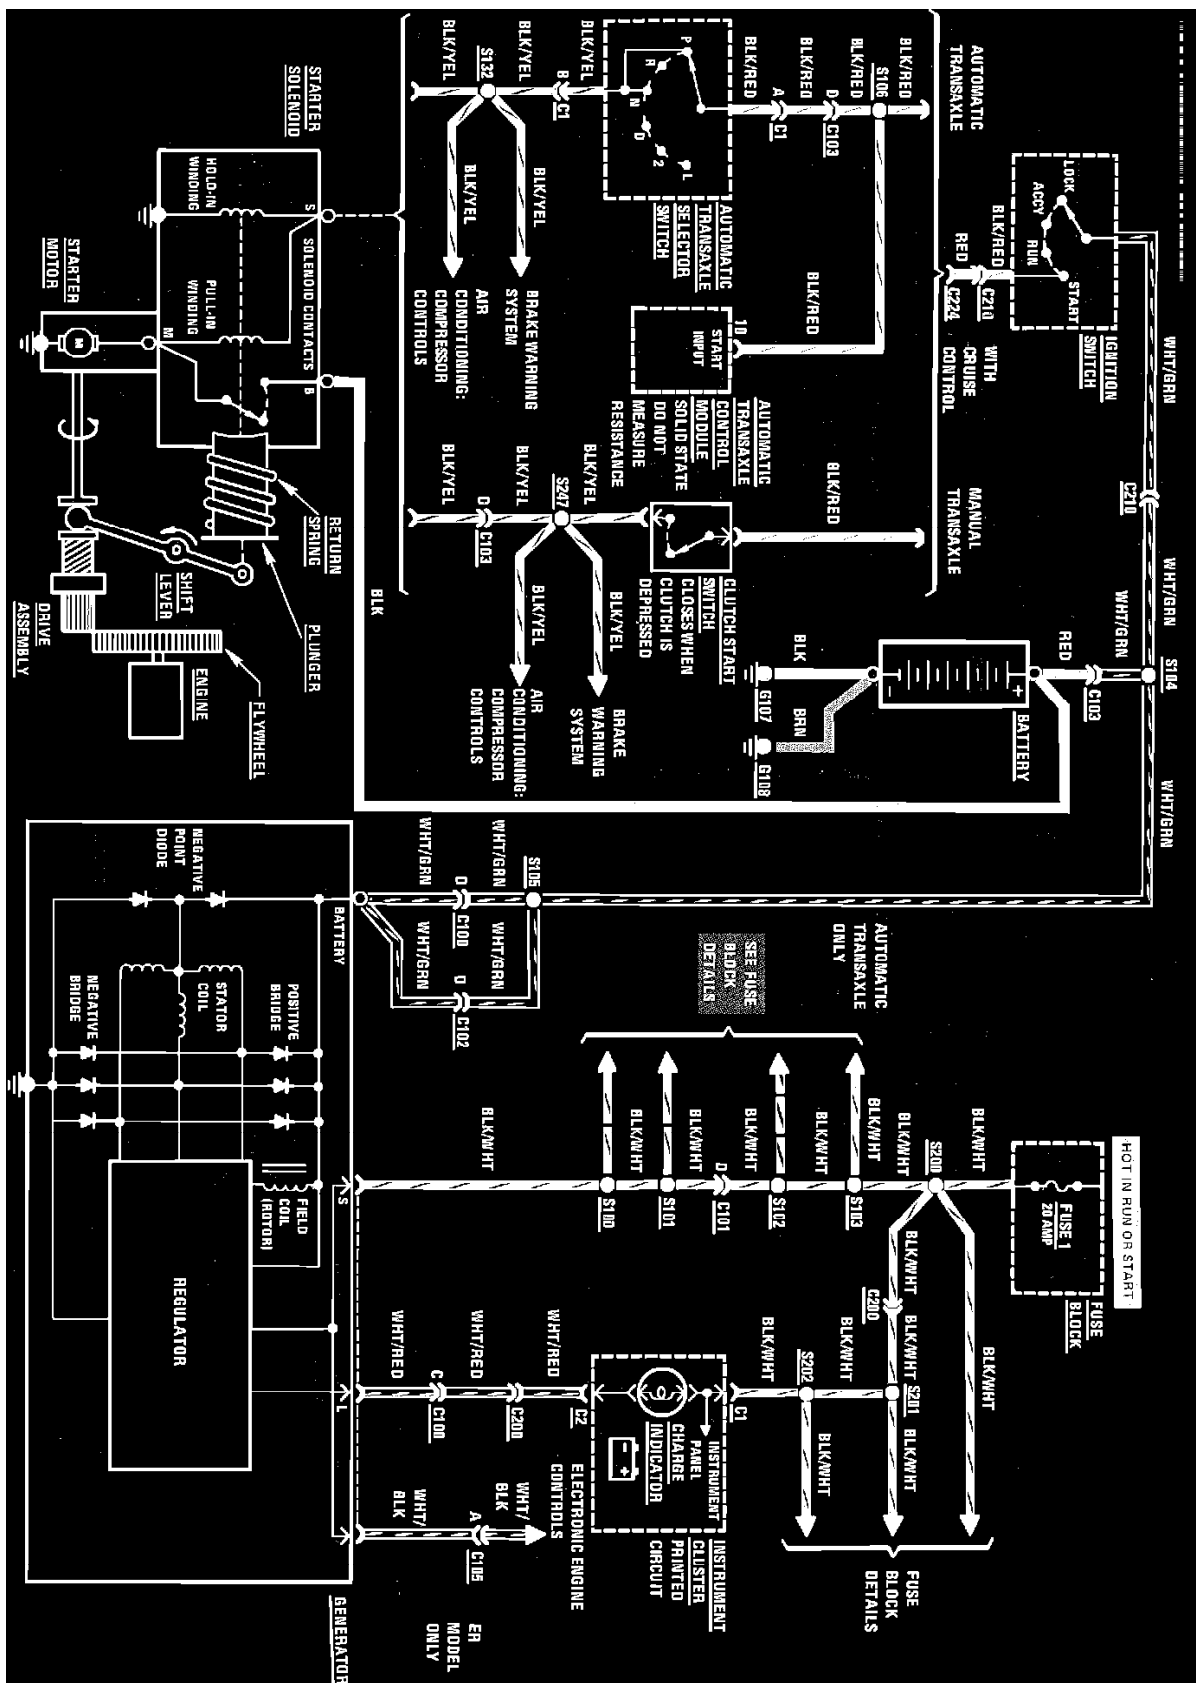 WHT/GRN
C210
WHT/GRN
WHT/GRN
S104
WHT/GRN
IGNITION
SWITCH
LOCK
ACCY
RUN
START
BLK/RED
RED
C210
C224
WITH
CRUISE
CONTROL
AUTOMATIC
TRANSAXLE
MANUAL
TRANSAXLE
RED
C103
BATTERY
+
-
BLK
G107
BRN
G108
BLK/RED
S106
BLK/RED
D
C103
BLK/RED
A
C1
BLK/RED
BLK/RED
BLK/RED
P
R
N
D
2
L
AUTOMATIC
TRANSAXLE
SELECTOR
SWITCH
10
START
INPUT
AUTOMATIC
TRANSAXLE
CONTROL
MODULE
SOLID STATE
DO NOT
MEASURE
RESISTANCE
CLUTCH START
SWITCH
CLOSES WHEN
CLUTCH IS
DEPRESSED
BLK/YEL
B
C1
BLK/YEL
S132
BLK/YEL
BLK/YEL
BLK/YEL
BRAKE WARNING
SYSTEM
AIR
CONDITIONING:
COMPRESSOR
CONTROLS
BLK/YEL
S247
BLK/YEL
D
C103
BLK/YEL
BLK/YEL
BLK/YEL
BRAKE
WARNING
SYSTEM
AIR
CONDITIONING:
COMPRESSOR
CONTROLS
BLK
STARTER
SOLENOID
S
SOLENOID CONTACTS
B
HOLD-IN
WINDING
PULL-IN
WINDING
M
STARTER
MOTOR
M
RETURN
SPRING
PLUNGER
SHIFT
LEVER
DRIVE
ASSEMBLY
FLYWHEEL
ENGINE
S105
WHT/GRN
D
C100
WHT/GRN
WHT/GRN
D
C102
WHT/GRN
AUTOMATIC
TRANSAXLE
ONLY
SEE FUSE
BLOCK
DETAILS
HOT IN RUN OR START
FUSE 1
20 AMP
FUSE
BLOCK
BLK/WHT
S200
BLK/WHT
BLK/WHT
S103
BLK/WHT
S102
BLK/WHT
D
C101
BLK/WHT
S101
BLK/WHT
S100
BLK/WHT
BLK/WHT
C200
BLK/WHT
S201
BLK/WHT
BLK/WHT
BLK/WHT
S202
BLK/WHT
BLK/WHT
C1
FUSE
BLOCK
DETAILS
INSTRUMENT
PANEL
CHARGE
INDICATOR
- +
INSTRUMENT
CLUSTER
PRINTED
CIRCUIT
C2
WHT/RED
C200
WHT/RED
C
C100
WHT/RED
ELECTRONIC ENGINE
CONTROLS
WHT/
BLK
A
C105
WHT/
BLK
ER
MODEL
ONLY
BATTERY
NEGATIVE
POINT
DIODE
STATOR
COIL
POSITIVE
BRIDGE
NEGATIVE
BRIDGE
FIELD
COIL
(ROTOR)
S
L
REGULATOR
GENERATOR